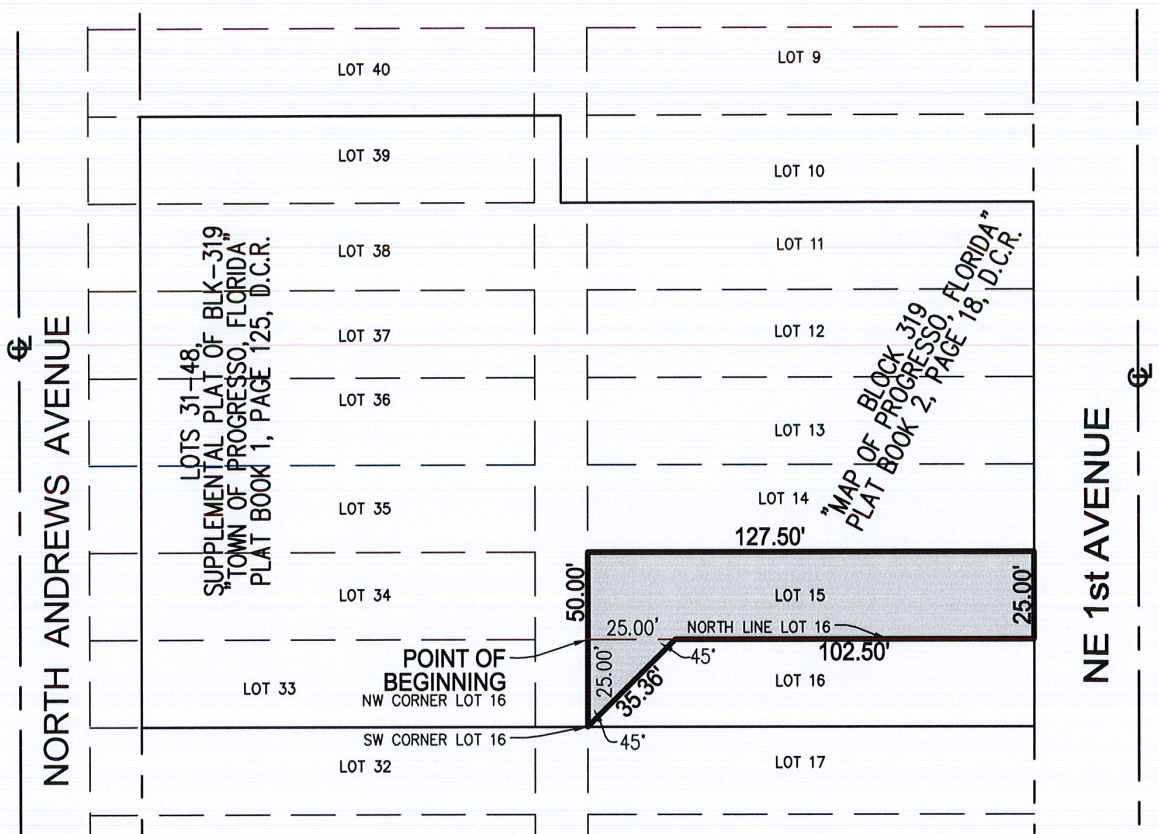 LOT 40
LOT 9
LOT 39
LOT 10
LOT 38
LOT 11
LOT 37
LOT 12
LOT 36
LOT 13
LOT 35
LOT 14
LOT 34
LOT 15
LOT 33
LOT 16
LOT 32
LOT 17
NORTH ANDREWS AVENUE
LOTS 31-48,
SUPPLEMENTAL PLAT OF BLK-319
"TOWN OF PROGRESSO, FLORIDA"
PLAT BOOK 1, PAGE 125, D.C.R.
BLOCK 319
"MAP OF PROGRESSO, FLORIDA"
PLAT BOOK 2, PAGE 18, D.C.R.
NE 1st AVENUE
127.50'
50.00'
25.00'
25.00'
NORTH LINE LOT 16
102.50'
25.00'
45°
35.36'
45°
POINT OF
BEGINNING
NW CORNER LOT 16
SW CORNER LOT 16
℄
℄